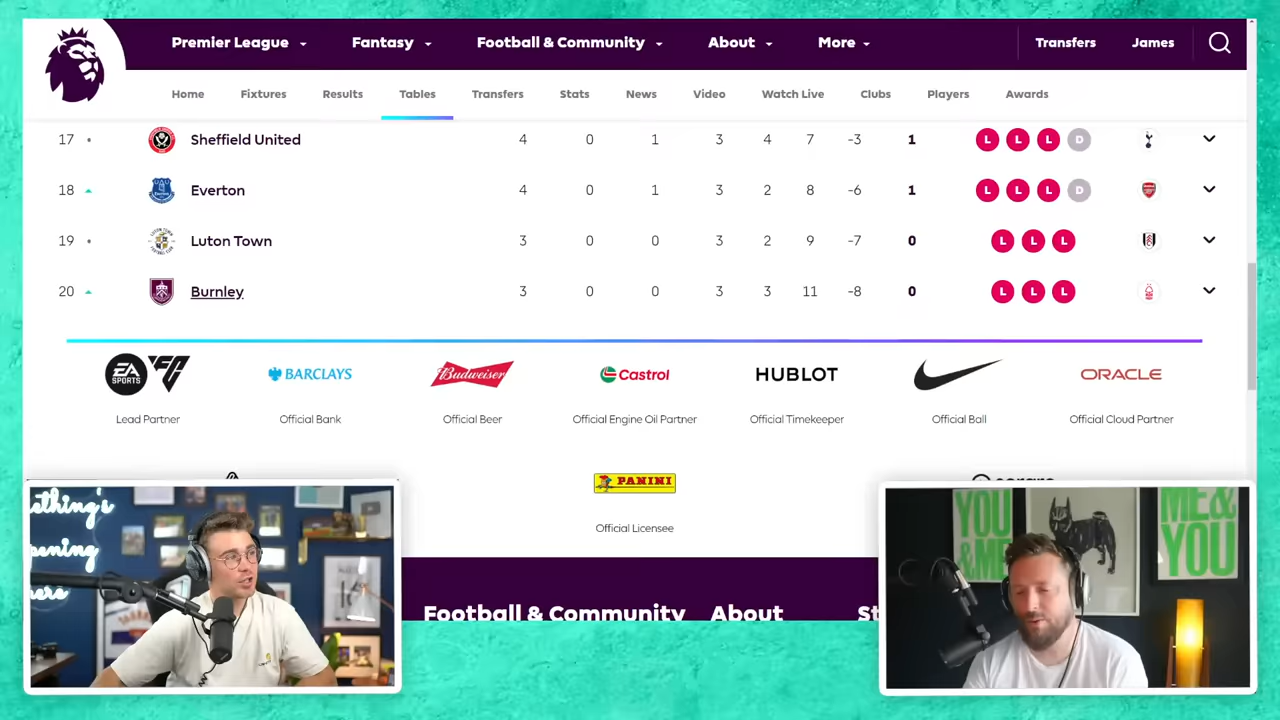 Premier League Fantasy Football & Community About More Transfers James
Home Fixtures Results Tables Transfers Stats News Video Watch Live Clubs Players Awards
17 Sheffield United 4 0 1 3 4 7 -3 1 L L L D
18 Everton 4 0 1 3 2 8 -6 1 L L L D
19 Luton Town 3 0 0 3 2 9 -7 0 L L L
20 Burnley 3 0 0 3 3 11 -8 0 L L L
EA SPORTS FC BARCLAYS Budweiser Castrol HUBLOT ORACLE
Lead Partner Official Bank Official Beer Official Engine Oil Partner Official Timekeeper Official Ball Official Cloud Partner
PANINI
Official Licensee
Football & Community About St
YOU
& ME
ME &
YOU